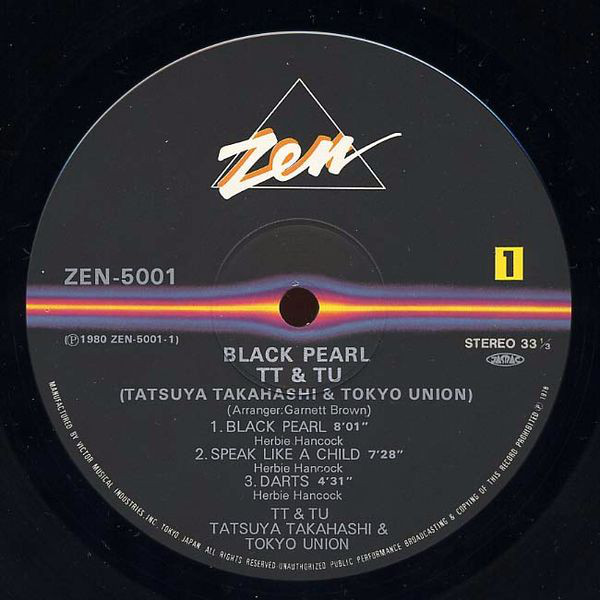 Zen
ZEN-5001
1
(℗1980 ZEN-5001-1)
STEREO 33 1/3
JASRAC
BLACK PEARL
TT & TU
(TATSUYA TAKAHASHI & TOKYO UNION)
(Arranger:Garnett Brown)
1. BLACK PEARL 8'01"
Herbie Hancock
2. SPEAK LIKE A CHILD 7'28"
Herbie Hancock
3. DARTS 4'31"
Herbie Hancock
TT & TU
TATSUYA TAKAHASHI &
TOKYO UNION
MANUFACTURED BY VICTOR MUSICAL INDUSTRIES, INC. TOKYO JAPAN. ALL RIGHTS RESERVED UNAUTHORIZED PUBLIC PERFORMANCE BROADCASTING & COPYING OF THIS RECORD PROHIBITED ℗ 1978